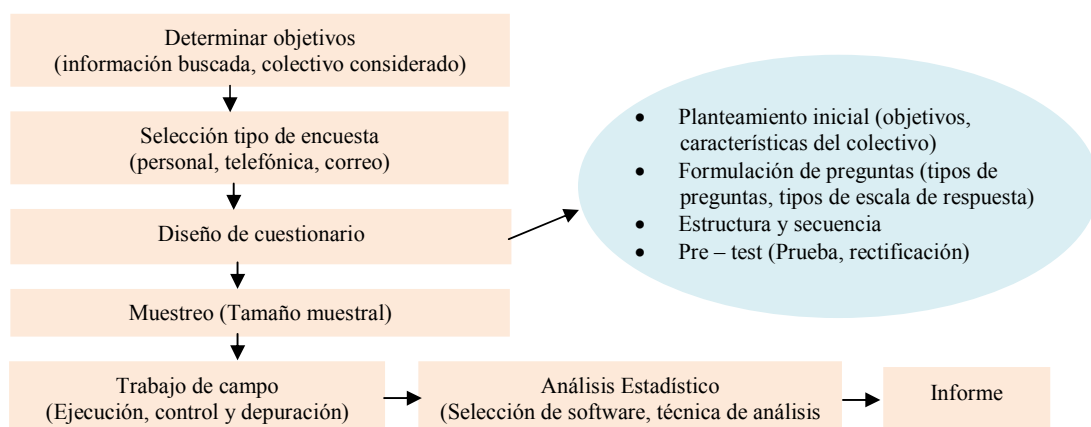 Determinar objetivos
(información buscada, colectivo considerado)
Selección tipo de encuesta
(personal, telefónica, correo)
Diseño de cuestionario
• Planteamiento inicial (objetivos,
características del colectivo)
• Formulación de preguntas (tipos de
preguntas, tipos de escala de respuesta)
• Estructura y secuencia
• Pre – test (Prueba, rectificación)
Muestreo (Tamaño muestral)
Trabajo de campo
(Ejecución, control y depuración)
Análisis Estadístico
(Selección de software, técnica de análisis
Informe